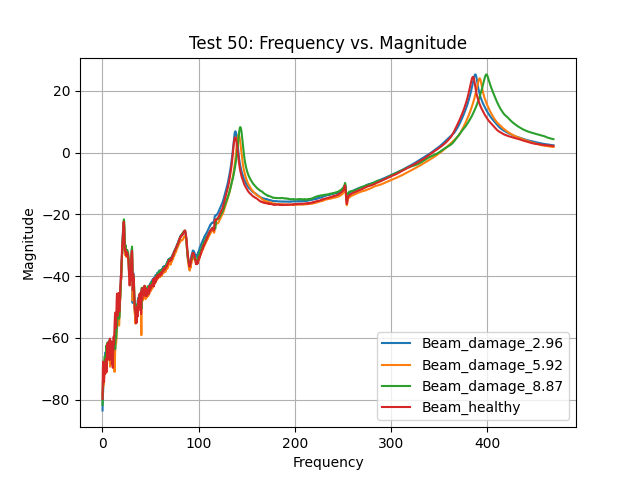 Test 50: Frequency vs. Magnitude
20
0
−20
−40
−60
−80
Magnitude
0
100
200
300
400
Frequency
Beam_damage_2.96
Beam_damage_5.92
Beam_damage_8.87
Beam_healthy